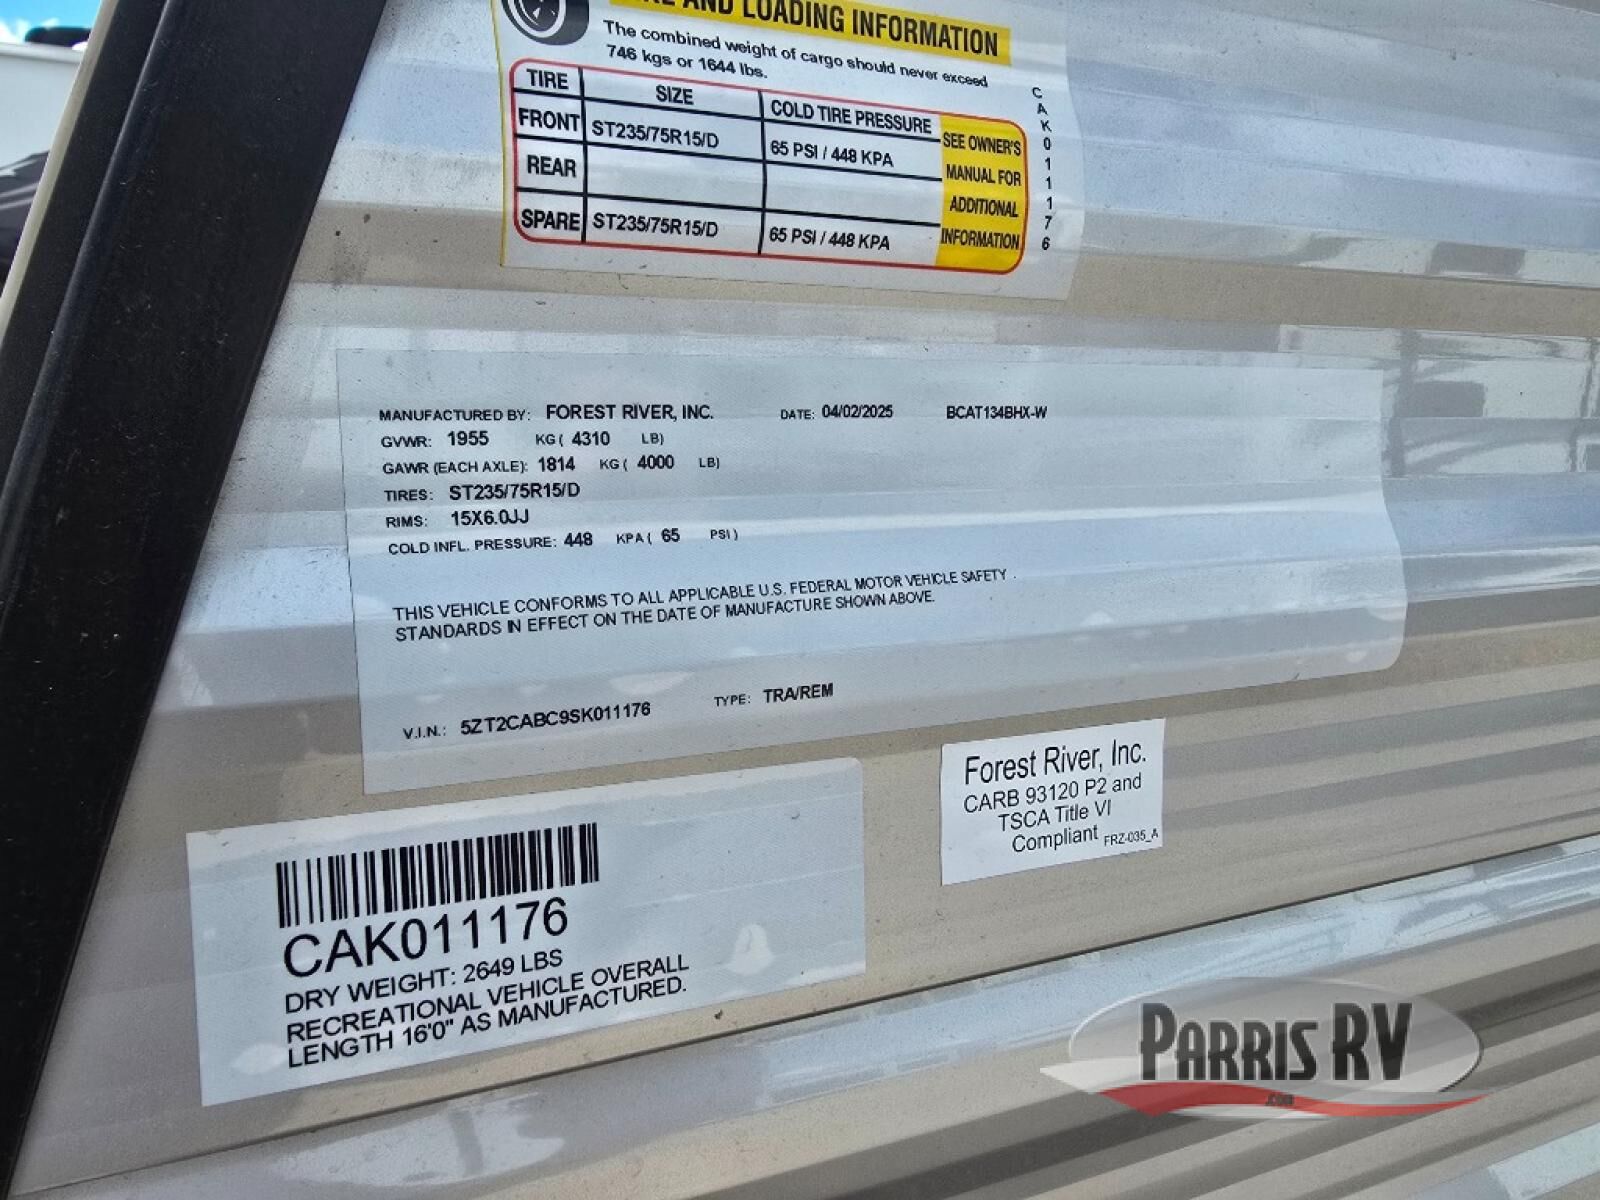 AND LOADING INFORMATION
The combined weight of cargo should never exceed
746 kgs or 1644 lbs.
TIRE SIZE COLD TIRE PRESSURE
FRONT ST235/75R15/D 65 PSI / 448 KPA
REAR
SPARE ST235/75R15/D 65 PSI / 448 KPA
SEE OWNER'S
MANUAL FOR
ADDITIONAL
INFORMATION
CAK011176
MANUFACTURED BY: FOREST RIVER, INC. DATE: 04/02/2025 BCAT134BHX-W
GVWR: 1955 KG( 4310 LB)
GAWR (EACH AXLE): 1814 KG( 4000 LB)
TIRES: ST235/75R15/D
RIMS: 15X6.0JJ
COLD INFL. PRESSURE: 448 KPA( 65 PSI)
THIS VEHICLE CONFORMS TO ALL APPLICABLE U.S. FEDERAL MOTOR VEHICLE SAFETY
STANDARDS IN EFFECT ON THE DATE OF MANUFACTURE SHOWN ABOVE.
V.I.N.: 5ZT2CABC9SK011176 TYPE: TRA/REM
Forest River, Inc.
CARB 93120 P2 and
TSCA Title VI
Compliant FRZ-035_A
CAK011176
DRY WEIGHT: 2649 LBS
RECREATIONAL VEHICLE OVERALL
LENGTH 16'0" AS MANUFACTURED.
PARRIS RV
.com